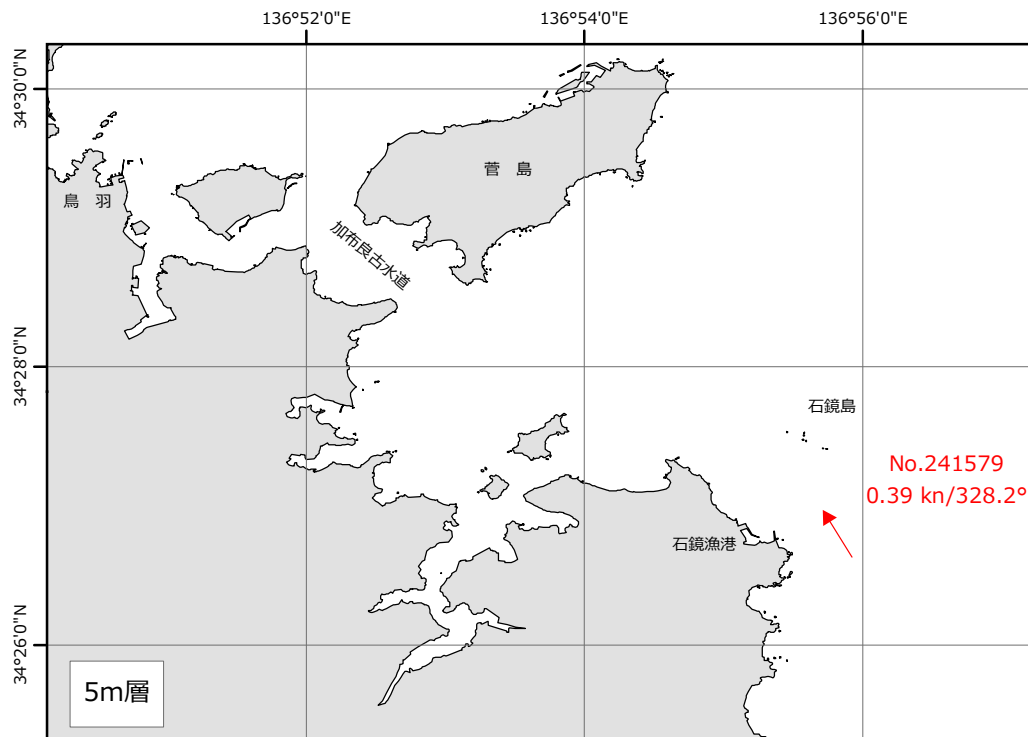 136°52'0"E
136°54'0"E
136°56'0"E
34°30'0"N
菅 島
鳥 羽
加布良古水道
34°28'0"N
石鏡島
No.241579
0.39 kn/328.2°
石鏡漁港
34°26'0"N
5m層